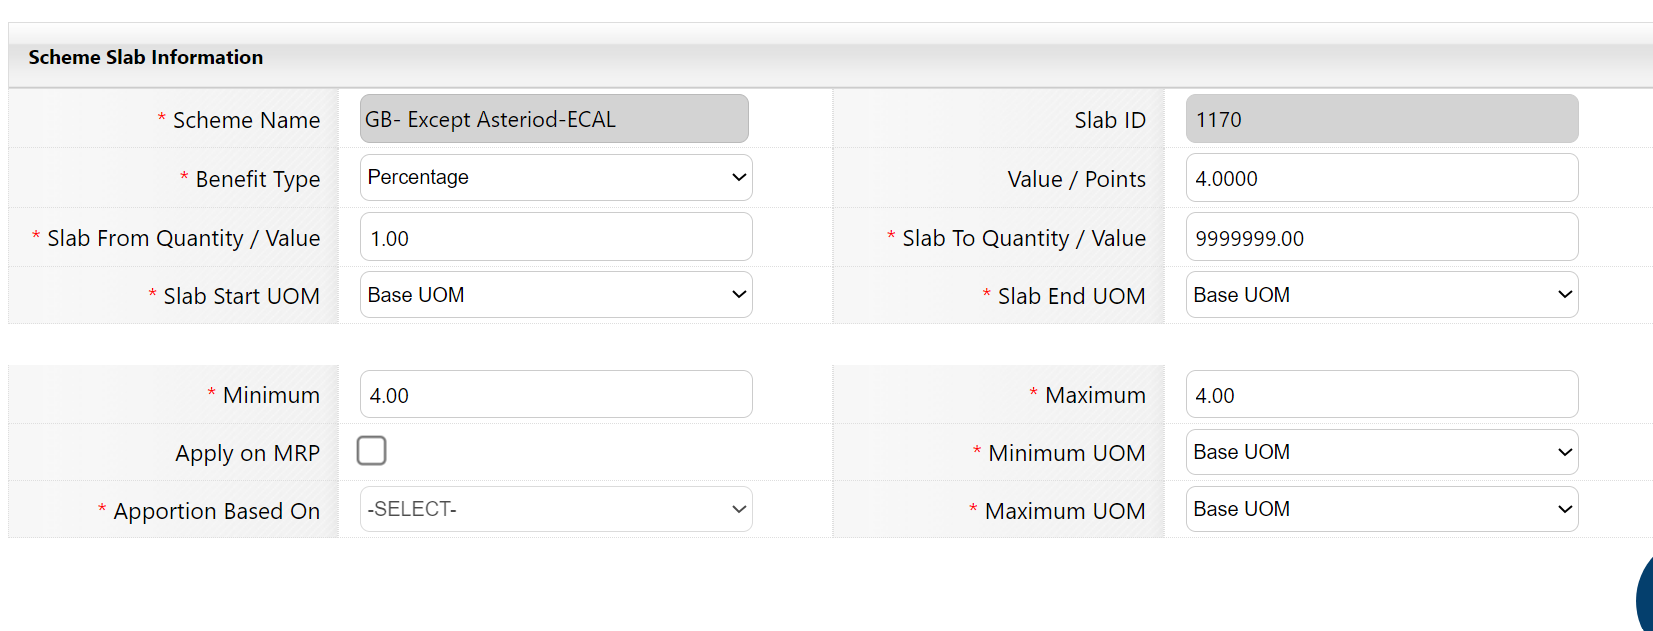 Scheme Slab Information
* Scheme Name GB- Except Asteriod-ECAL Slab ID 1170
* Benefit Type Percentage Value / Points 4.0000
* Slab From Quantity / Value 1.00 * Slab To Quantity / Value 9999999.00
* Slab Start UOM Base UOM * Slab End UOM Base UOM
* Minimum 4.00 * Maximum 4.00
Apply on MRP * Minimum UOM Base UOM
* Apportion Based On -SELECT- * Maximum UOM Base UOM